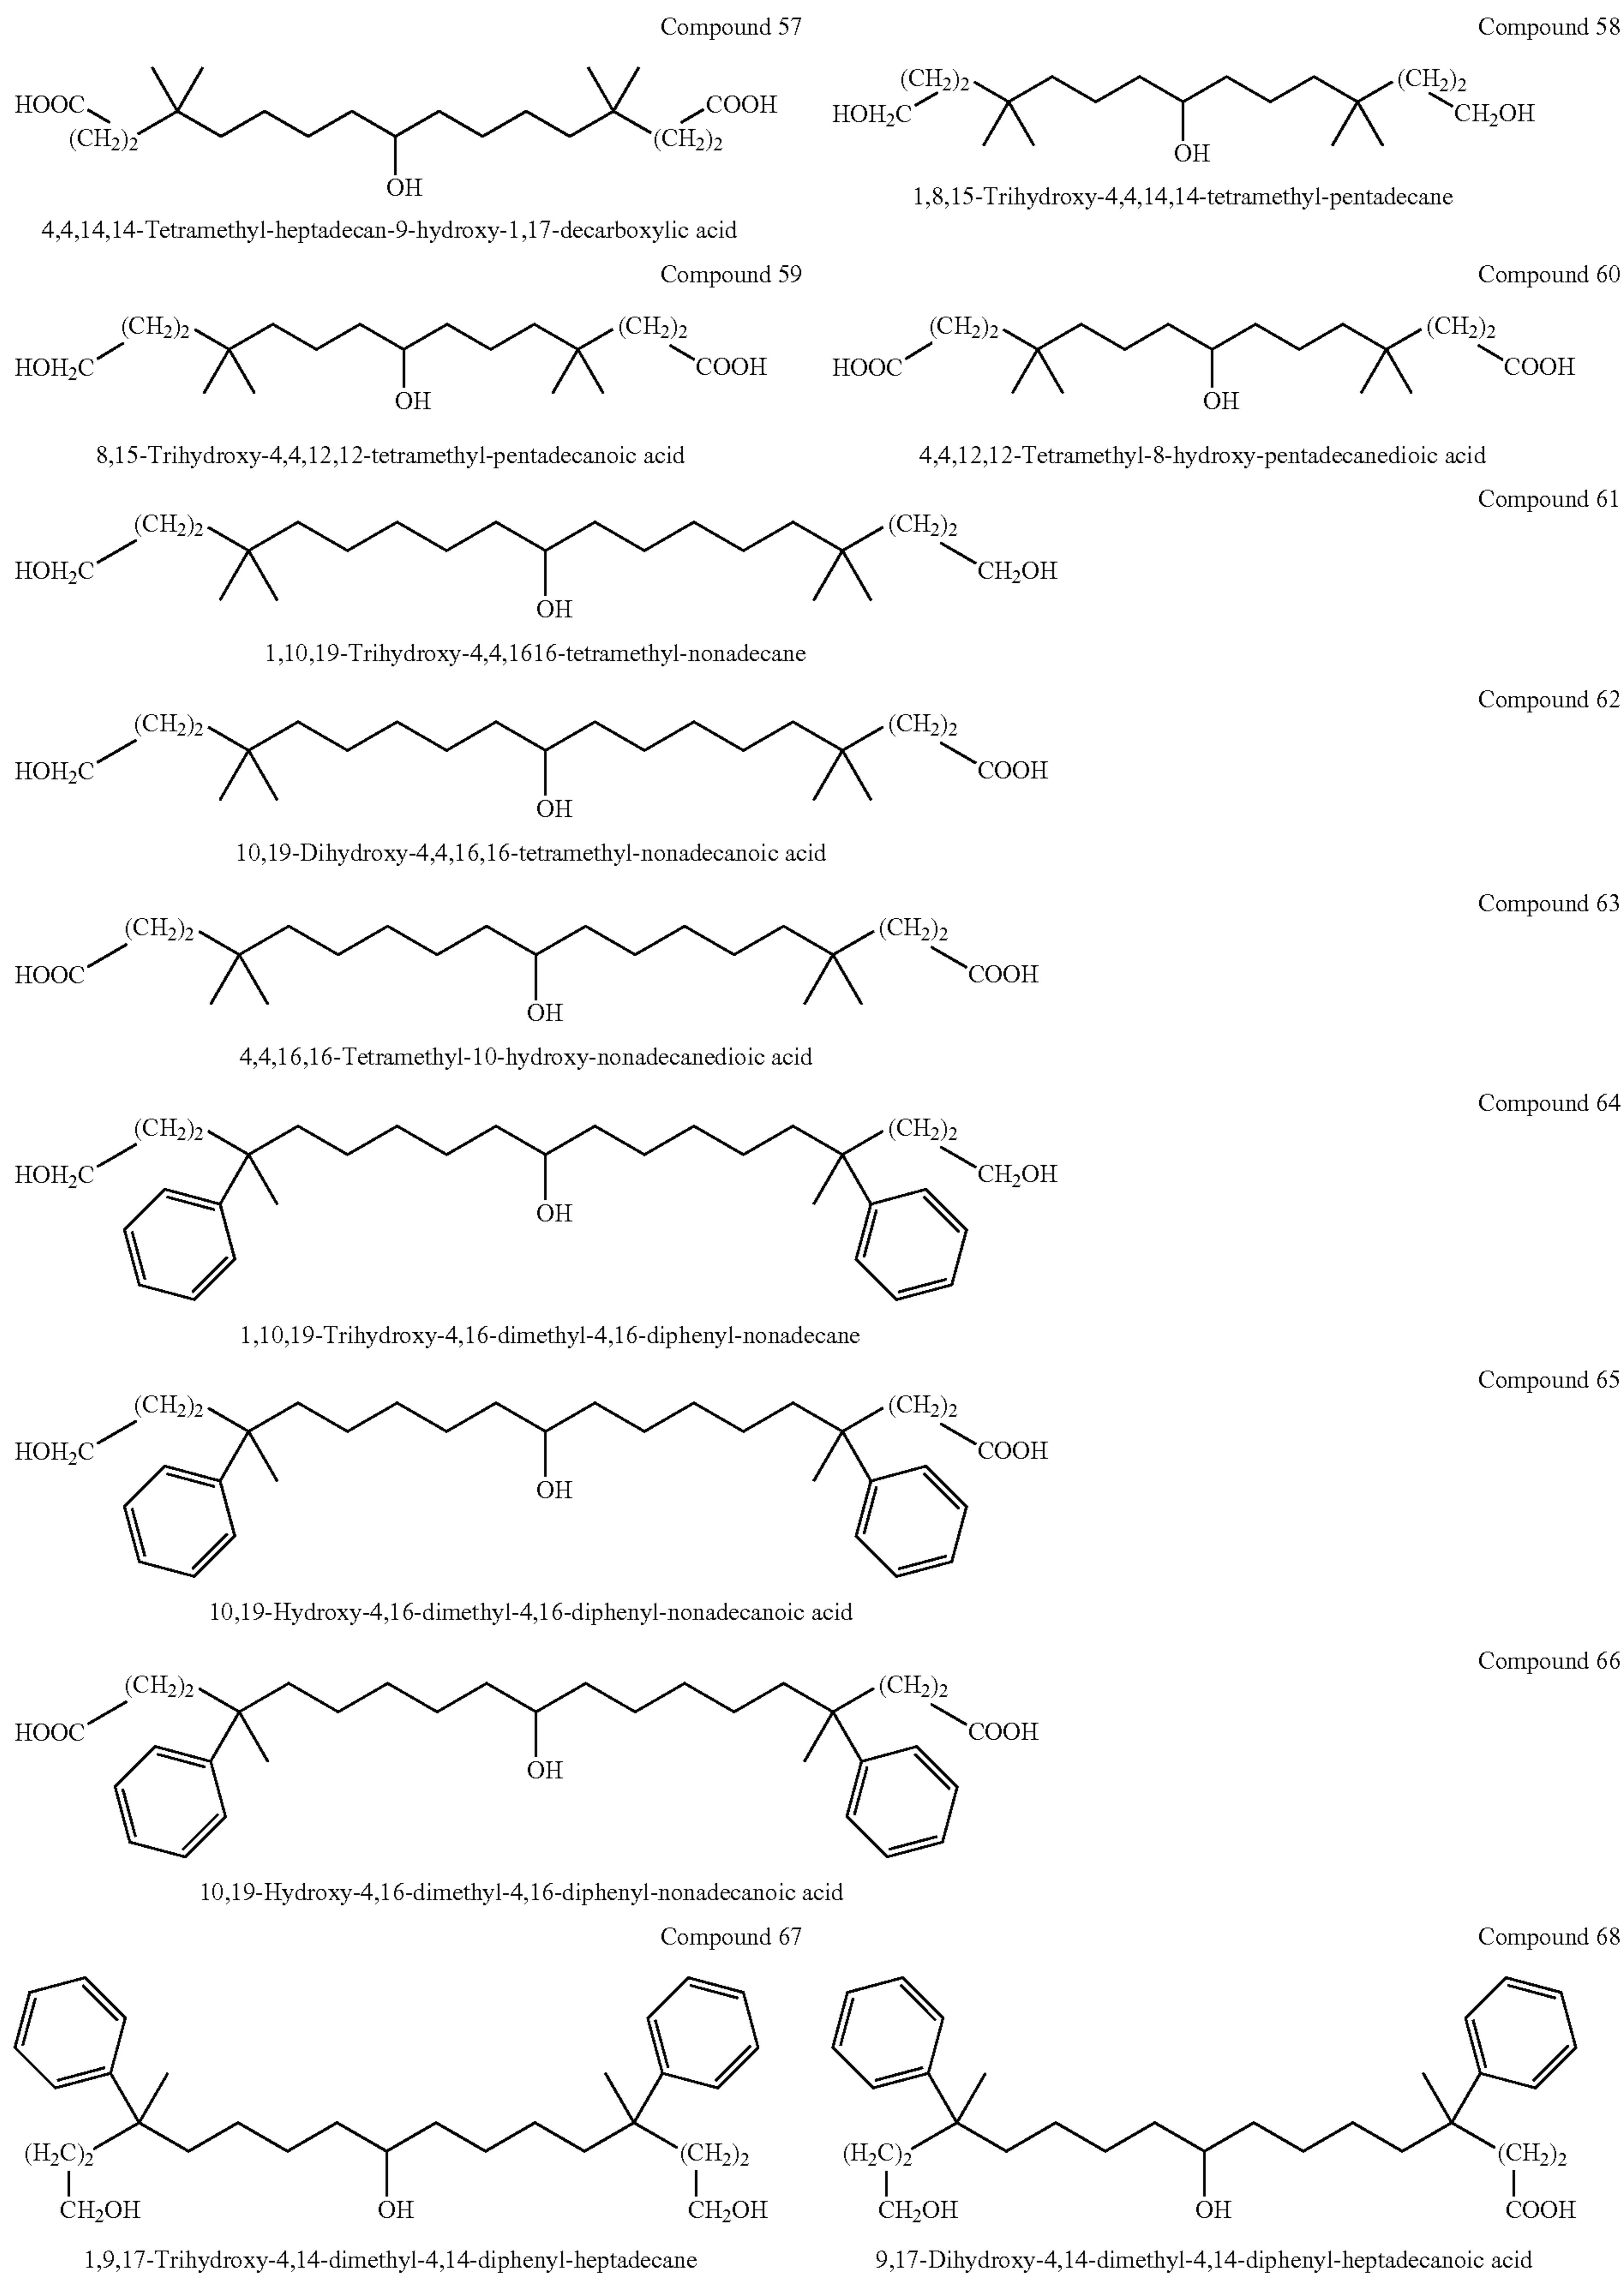 Compound 57
HOOC
(CH2)2
COOH
(CH2)2
OH
4,4,14,14-Tetramethyl-heptadecan-9-hydroxy-1,17-decarboxylic acid
Compound 58
(CH2)2
HOH2C
(CH2)2
CH2OH
OH
1,8,15-Trihydroxy-4,4,14,14-tetramethyl-pentadecane
Compound 59
(CH2)2
HOH2C
(CH2)2
COOH
OH
8,15-Trihydroxy-4,4,12,12-tetramethyl-pentadecanoic acid
Compound 60
(CH2)2
HOOC
(CH2)2
COOH
OH
4,4,12,12-Tetramethyl-8-hydroxy-pentadecanedioic acid
Compound 61
(CH2)2
HOH2C
(CH2)2
CH2OH
OH
1,10,19-Trihydroxy-4,4,1616-tetramethyl-nonadecane
Compound 62
(CH2)2
HOH2C
(CH2)2
COOH
OH
10,19-Dihydroxy-4,4,16,16-tetramethyl-nonadecanoic acid
Compound 63
(CH2)2
HOOC
(CH2)2
COOH
OH
4,4,16,16-Tetramethyl-10-hydroxy-nonadecanedioic acid
Compound 64
(CH2)2
HOH2C
(CH2)2
CH2OH
OH
1,10,19-Trihydroxy-4,16-dimethyl-4,16-diphenyl-nonadecane
Compound 65
(CH2)2
HOH2C
(CH2)2
COOH
OH
10,19-Hydroxy-4,16-dimethyl-4,16-diphenyl-nonadecanoic acid
Compound 66
(CH2)2
HOOC
(CH2)2
COOH
OH
10,19-Hydroxy-4,16-dimethyl-4,16-diphenyl-nonadecanoic acid
Compound 67
(H2C)2
CH2OH
OH
(CH2)2
CH2OH
1,9,17-Trihydroxy-4,14-dimethyl-4,14-diphenyl-heptadecane
Compound 68
(H2C)2
CH2OH
OH
(CH2)2
COOH
9,17-Dihydroxy-4,14-dimethyl-4,14-diphenyl-heptadecanoic acid